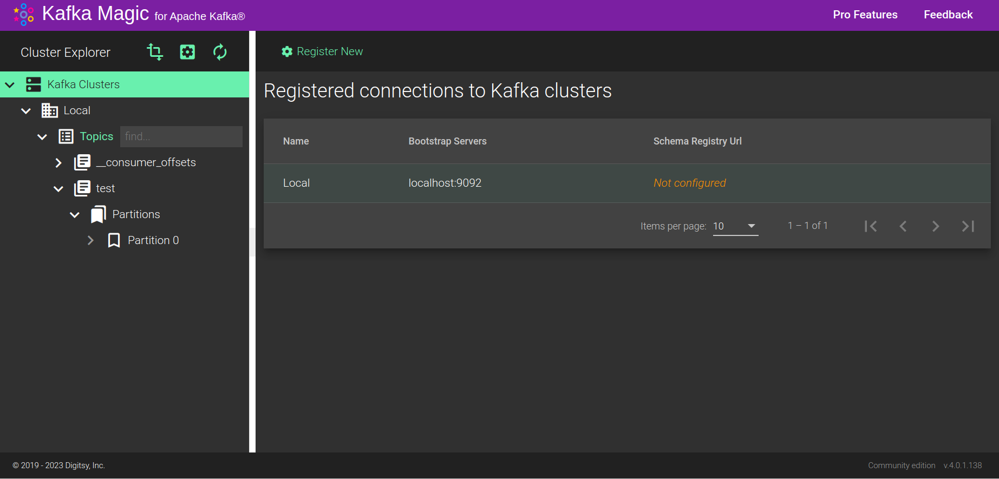 Kafka Magic for Apache Kafka®
Pro Features
Feedback
Cluster Explorer
Register New
Kafka Clusters
Local
Topics
find...
__consumer_offsets
test
Partitions
Partition 0
Registered connections to Kafka clusters
Name Bootstrap Servers Schema Registry Url
Local localhost:9092 Not configured
Items per page: 10 1 – 1 of 1
© 2019 - 2023 Digitsy, Inc.
Community edition v.4.0.1.138